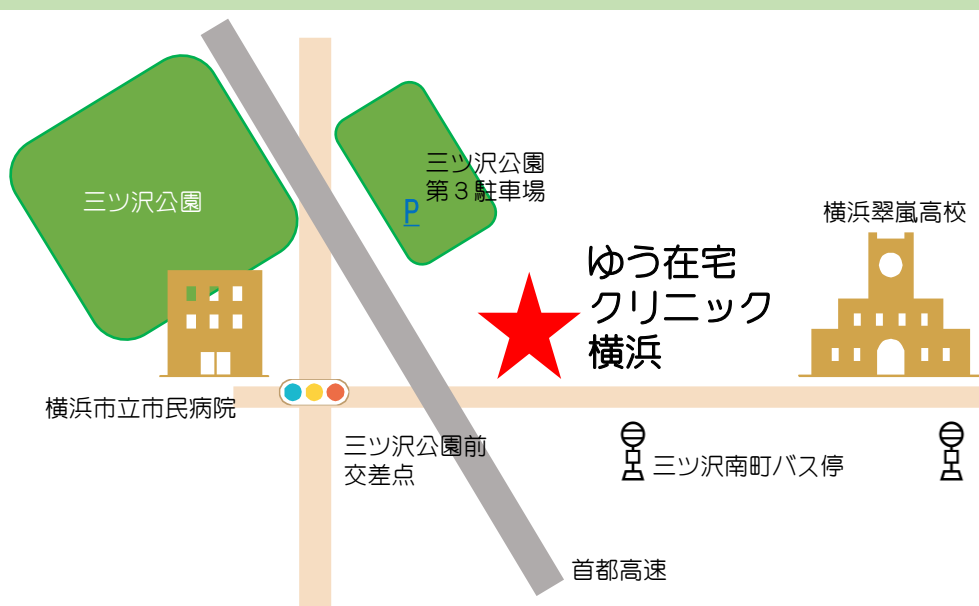 三ツ沢公園
第３駐車場
P
三ツ沢公園
横浜翠嵐高校
ゆう在宅
クリニック
横浜
横浜市立市民病院
三ツ沢公園前
交差点
三ツ沢南町バス停
首都高速